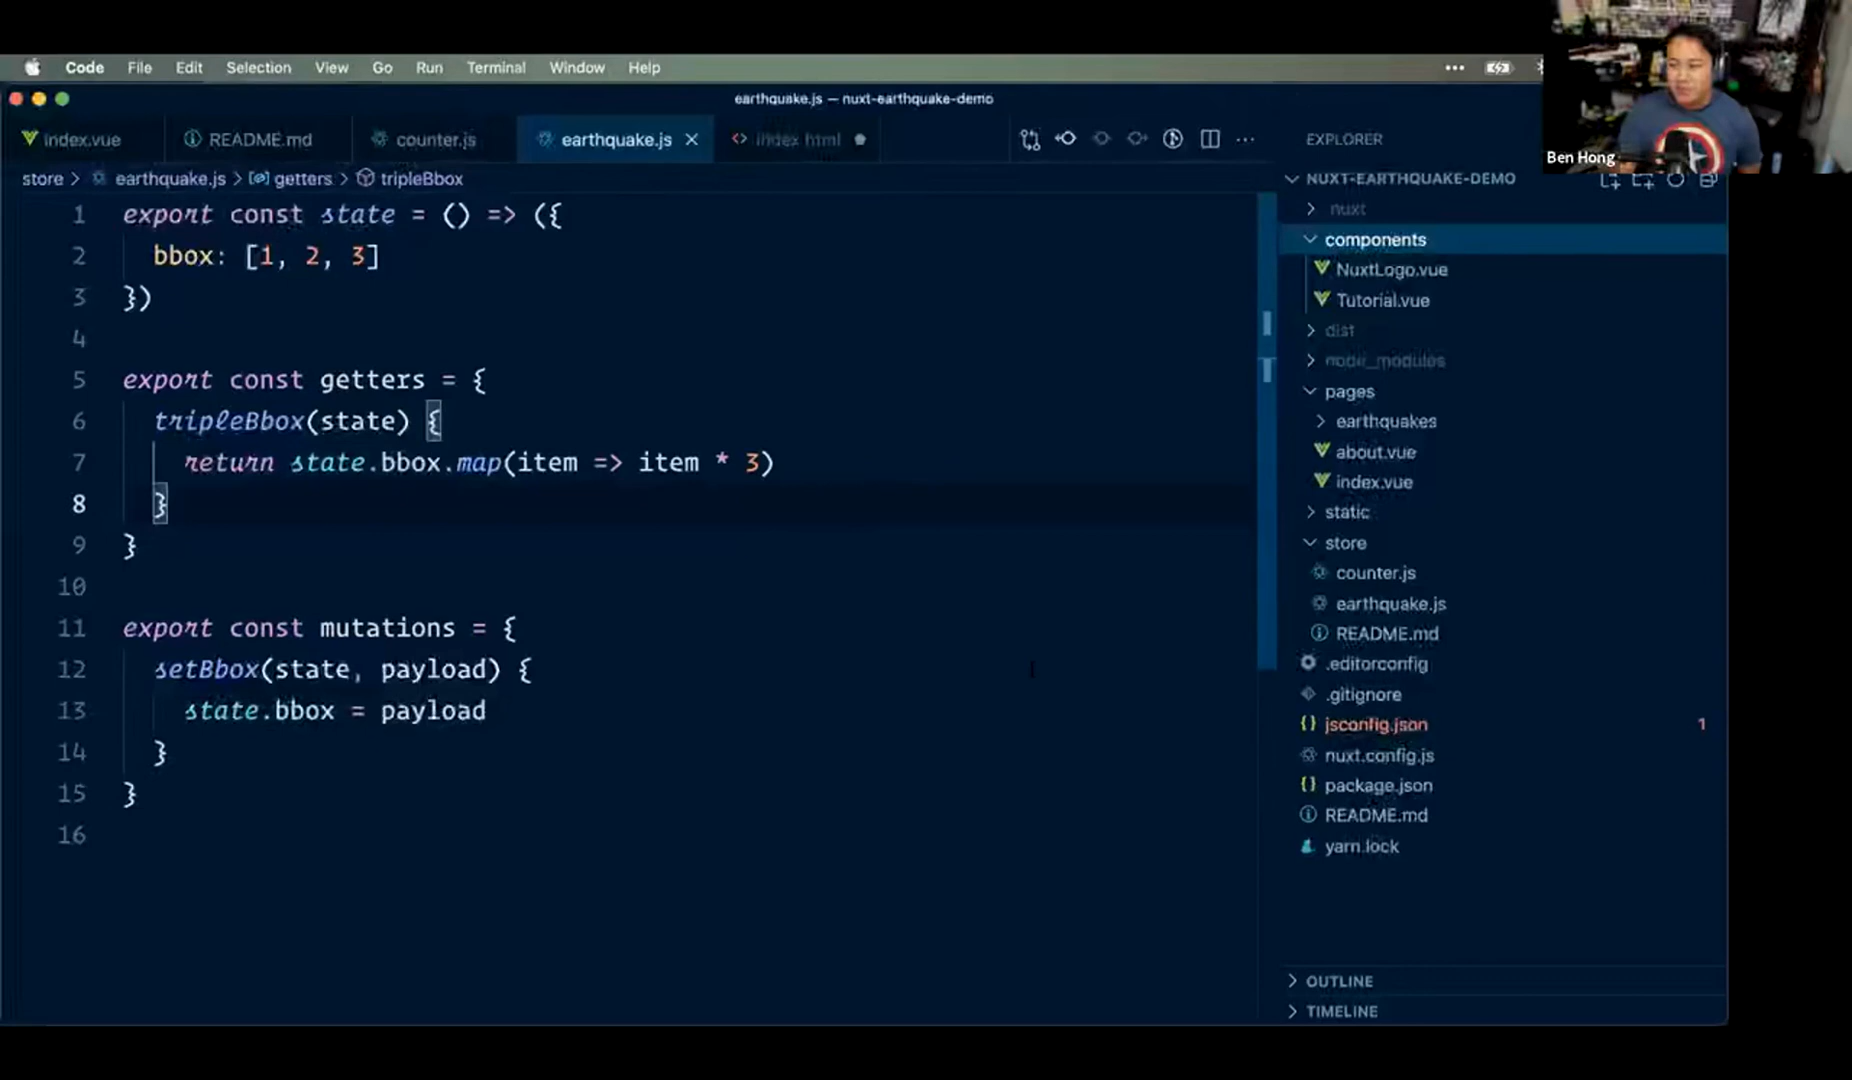 Code File Edit Selection View Go Run Terminal Window Help
earthquake.js — nuxt-earthquake-demo
index.vue README.md counter.js earthquake.js index.html
store > earthquake.js > getters > tripleBbox
1 export const state = () => ({
2 bbox: [1, 2, 3]
3 })
4
5 export const getters = {
6 tripleBbox(state) {
7 return state.bbox.map(item => item * 3)
8 }
9 }
10
11 export const mutations = {
12 setBbox(state, payload) {
13 state.bbox = payload
14 }
15 }
16
EXPLORER
NUXT-EARTHQUAKE-DEMO
.nuxt
components
NuxtLogo.vue
Tutorial.vue
dist
node_modules
pages
earthquakes
about.vue
index.vue
static
store
counter.js
earthquake.js
README.md
.editorconfig
.gitignore
jsconfig.json 1
nuxt.config.js
package.json
README.md
yarn.lock
OUTLINE
TIMELINE
Ben Hong